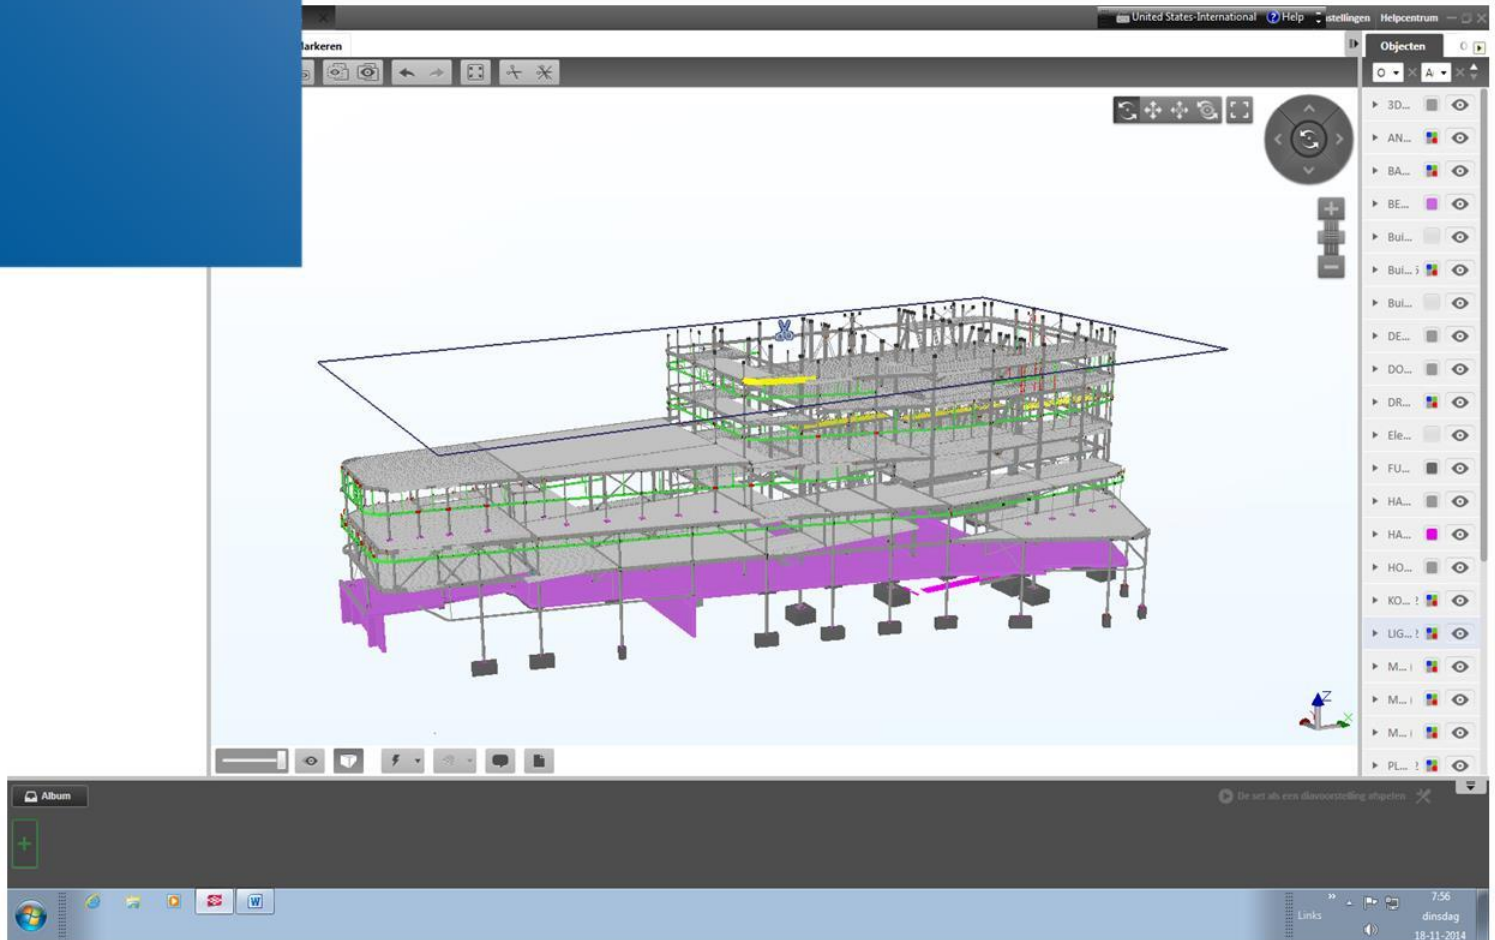 United States-International
Help
stellingen
Helpcentrum
Markeren
Objecten
O
A
3D...
AN...
BA...
BE...
Bui...
Bui...
Bui...
DE...
DO...
DR...
Ele...
FU...
HA...
HA...
HO...
KO...
LIG...
M...
M...
M...
PL...
Z
X
Album
De set als een diavoorstelling afspelen
Links
7:56
dinsdag
18-11-2014